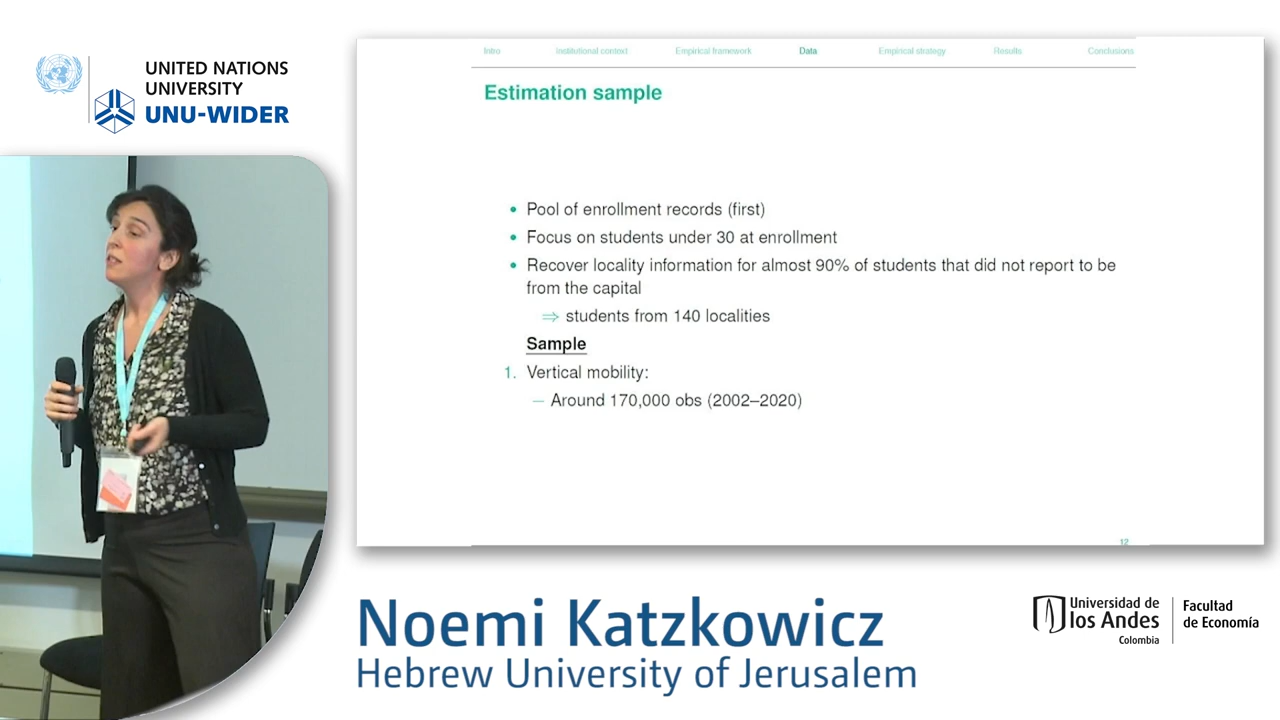 UNITED NATIONS
UNIVERSITY
UNU-WIDER
Intro Institutional context Empirical framework Data Empirical strategy Results Conclusions
Estimation sample
• Pool of enrollment records (first)
• Focus on students under 30 at enrollment
• Recover locality information for almost 90% of students that did not report to be
from the capital
⇒ students from 140 localities
Sample
1. Vertical mobility:
– Around 170,000 obs (2002–2020)
12
Noemi Katzkowicz
Hebrew University of Jerusalem
Universidad de
los Andes
Colombia
Facultad
de Economía